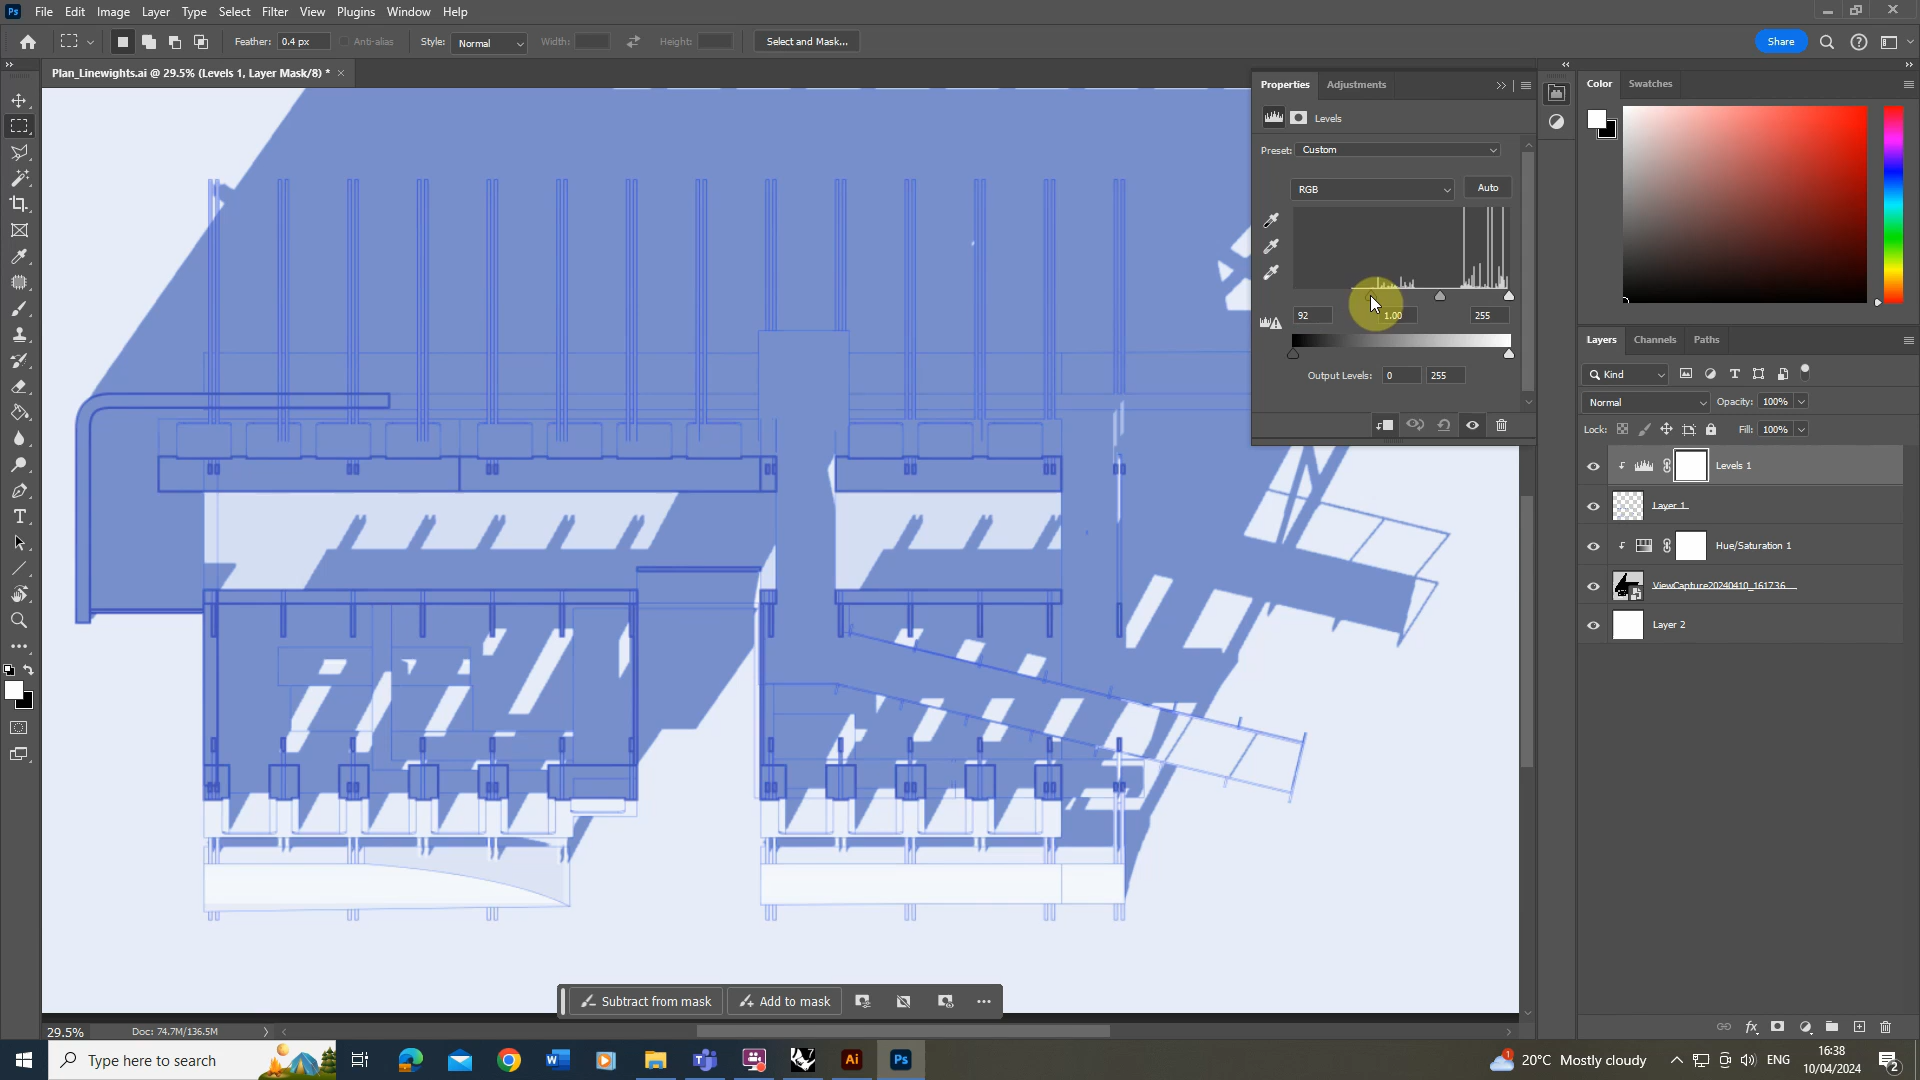 Ps File Edit Image Layer Type Select Filter View Plugins Window Help
Feather: 0.4 px Anti-alias Style: Normal Width: Height: Select and Mask... Share
Plan_Linewights.ai @ 29.5% (Levels 1, Layer Mask/8) *
Properties Adjustments
Levels
Preset: Custom
RGB Auto
92 1.00 255
Output Levels: 0 255
Color Swatches
Layers Channels Paths
Kind
Normal Opacity: 100%
Lock: Fill: 100%
Levels 1
Layer 1
Hue/Saturation 1
ViewCapture20240410_161736
Layer 2
Subtract from mask Add to mask
29.5% Doc: 74.7M/136.5M
Type here to search
Ai Ps
20°C Mostly cloudy
ENG
16:38
10/04/2024
2